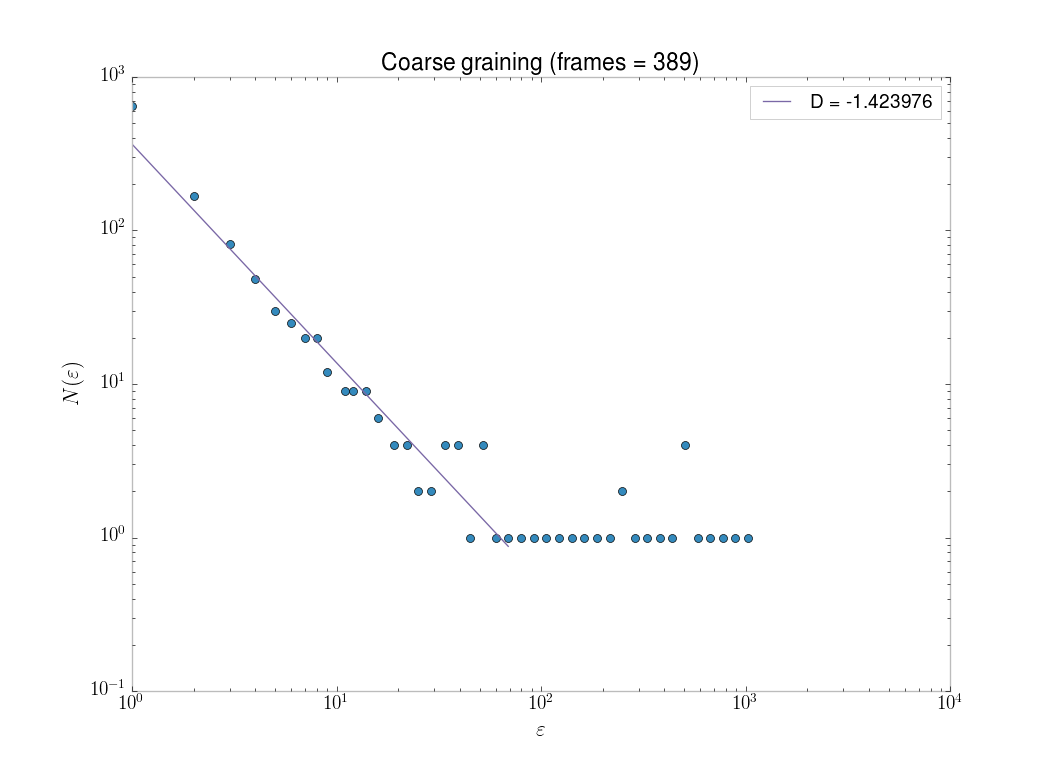 Coarse graining (frames = 389)
D = -1.423976
10³
10²
10¹
10⁰
10⁻¹
N(ε)
10⁰ 10¹ 10² 10³ 10⁴
ε